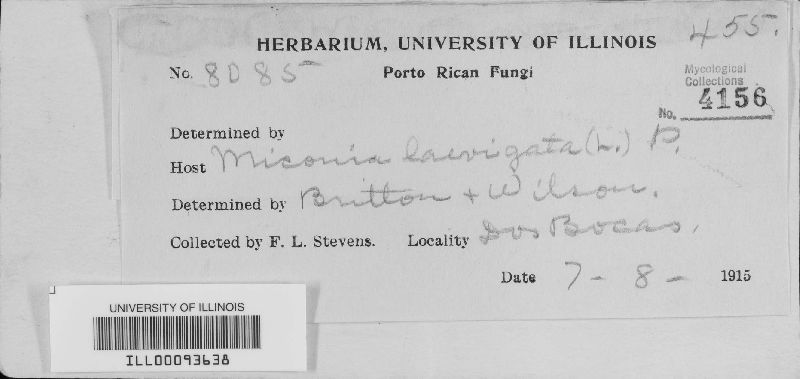 455.
HERBARIUM, UNIVERSITY OF ILLINOIS
No. 8085 Porto Rican Fungi
Mycological
Collections
No. 4156
Determined by
Host Miconia laevigata (L.) P.
Determined by Britton + Wilson.
Collected by F. L. Stevens. Locality Dos Bocas,
Date 7 - 8 - 1915
UNIVERSITY OF ILLINOIS
ILL00093638